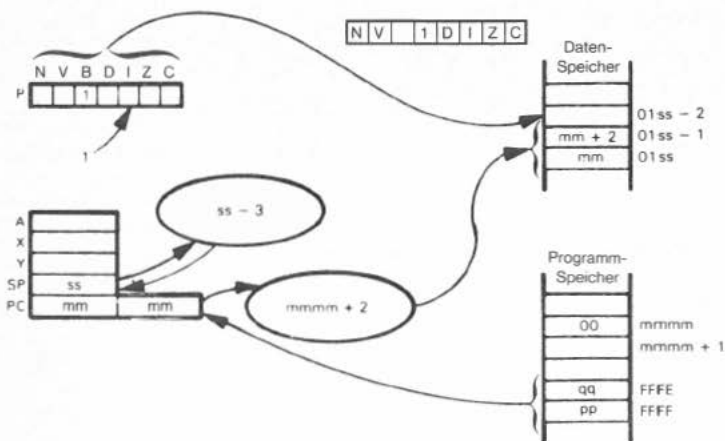 N V 1 D I Z C
Daten-
Speicher
N V B D I Z C
P 1
1
01ss - 2
mm + 2 01ss - 1
mm 01ss
A
X
Y
SP ss
PC mm mm
ss - 3
mmmm + 2
Programm-
Speicher
00 mmmm
mmmm + 1
qq FFFE
pp FFFF